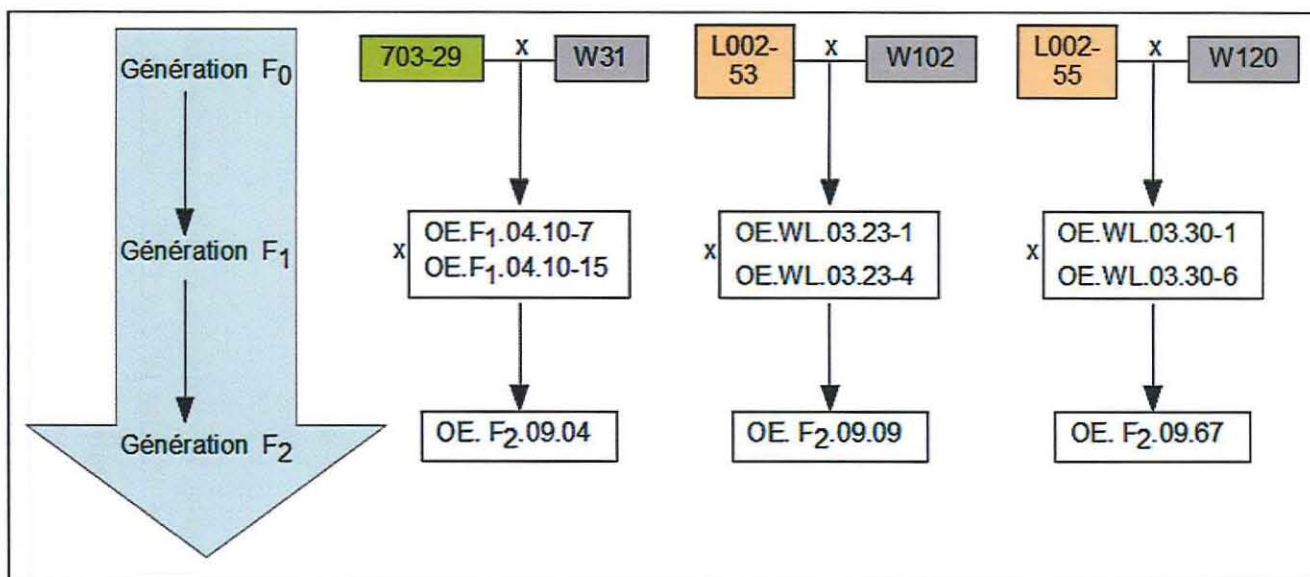 Génération F0
703-29 x W31
L002-53 x W102
L002-55 x W120
Génération F1
x OE.F1.04.10-7
OE.F1.04.10-15
x OE.WL.03.23-1
OE.WL.03.23-4
x OE.WL.03.30-1
OE.WL.03.30-6
Génération F2
OE. F2.09.04
OE. F2.09.09
OE. F2.09.67